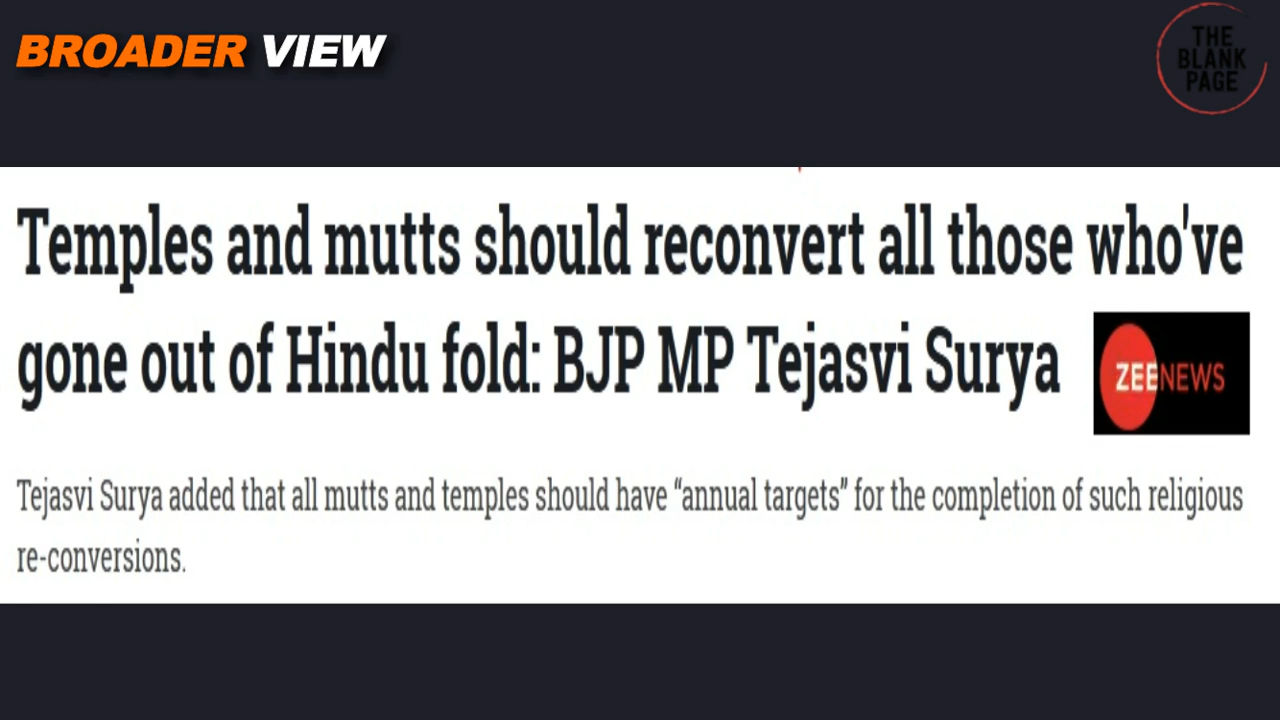 BROADER VIEW
THE
BLANK
PAGE
Temples and mutts should reconvert all those who've
gone out of Hindu fold: BJP MP Tejasvi Surya
ZEENEWS
Tejasvi Surya added that all mutts and temples should have “annual targets” for the completion of such religious
re-conversions.